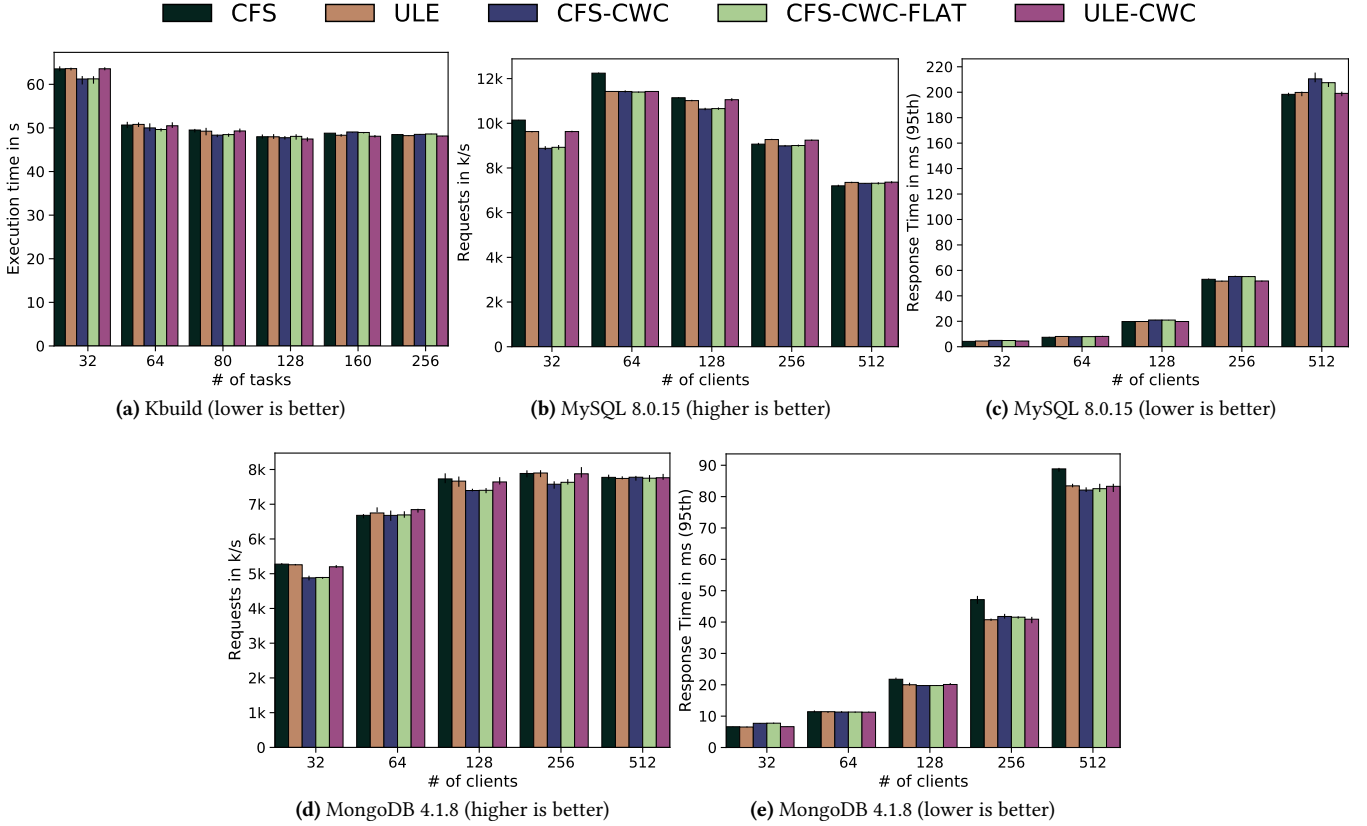 CFS ULE CFS-CWC CFS-CWC-FLAT ULE-CWC
Execution time in s
60
50
40
30
20
10
0
32 64 80 128 160 256
# of tasks
(a) Kbuild (lower is better)
Requests in k/s
12k
10k
8k
6k
4k
2k
0
32 64 128 256 512
# of clients
(b) MySQL 8.0.15 (higher is better)
Response Time in ms (95th)
220
200
180
160
140
120
100
80
60
40
20
0
32 64 128 256 512
# of clients
(c) MySQL 8.0.15 (lower is better)
Requests in k/s
8k
7k
6k
5k
4k
3k
2k
1k
0
32 64 128 256 512
# of clients
(d) MongoDB 4.1.8 (higher is better)
Response Time in ms (95th)
90
80
70
60
50
40
30
20
10
0
32 64 128 256 512
# of clients
(e) MongoDB 4.1.8 (lower is better)